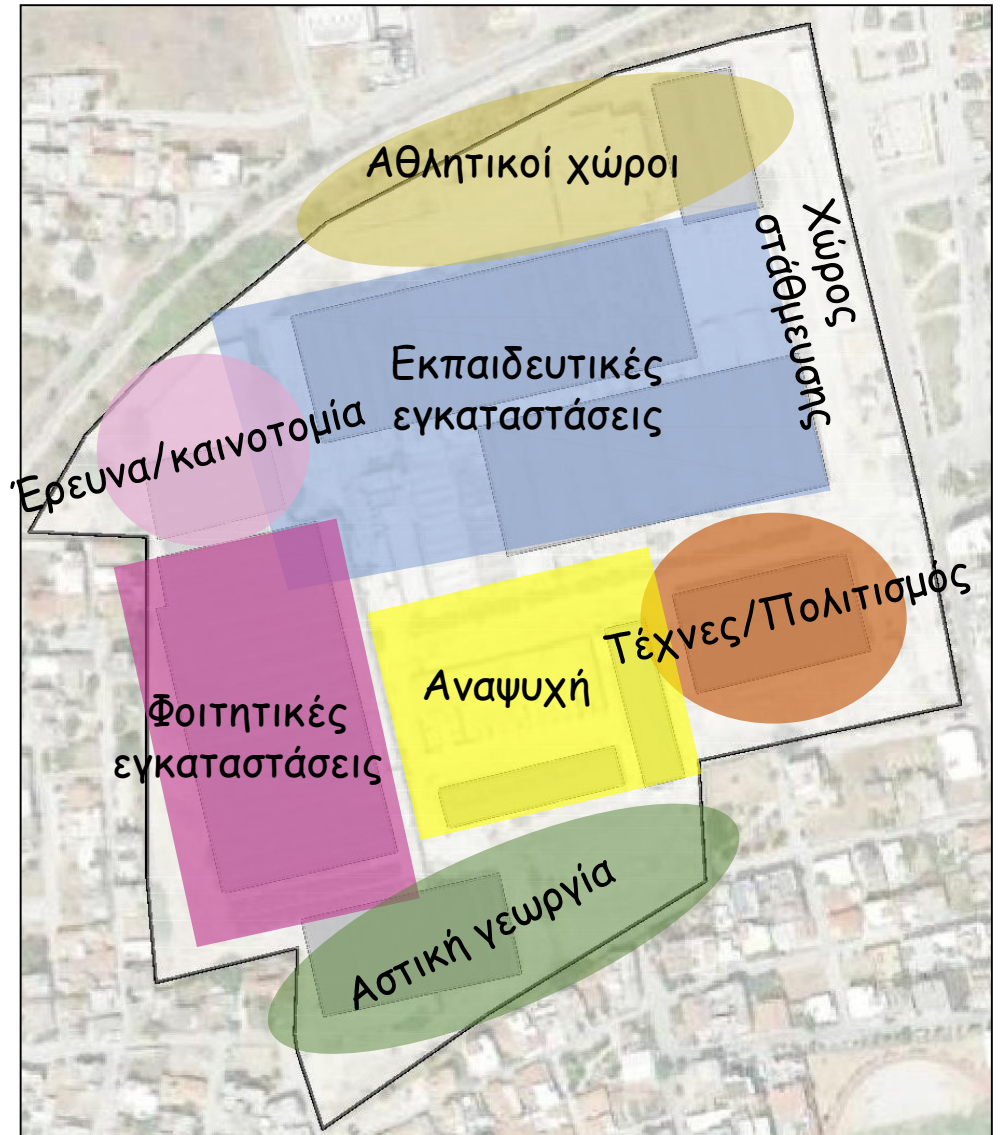 Αθλητικοί χώροι
Χώρος
στάθμευσης
Εκπαιδευτικές
εγκαταστάσεις
Έρευνα/καινοτομία
Τέχνες/Πολιτισμός
Αναψυχή
Φοιτητικές
εγκαταστάσεις
Αστική γεωργία